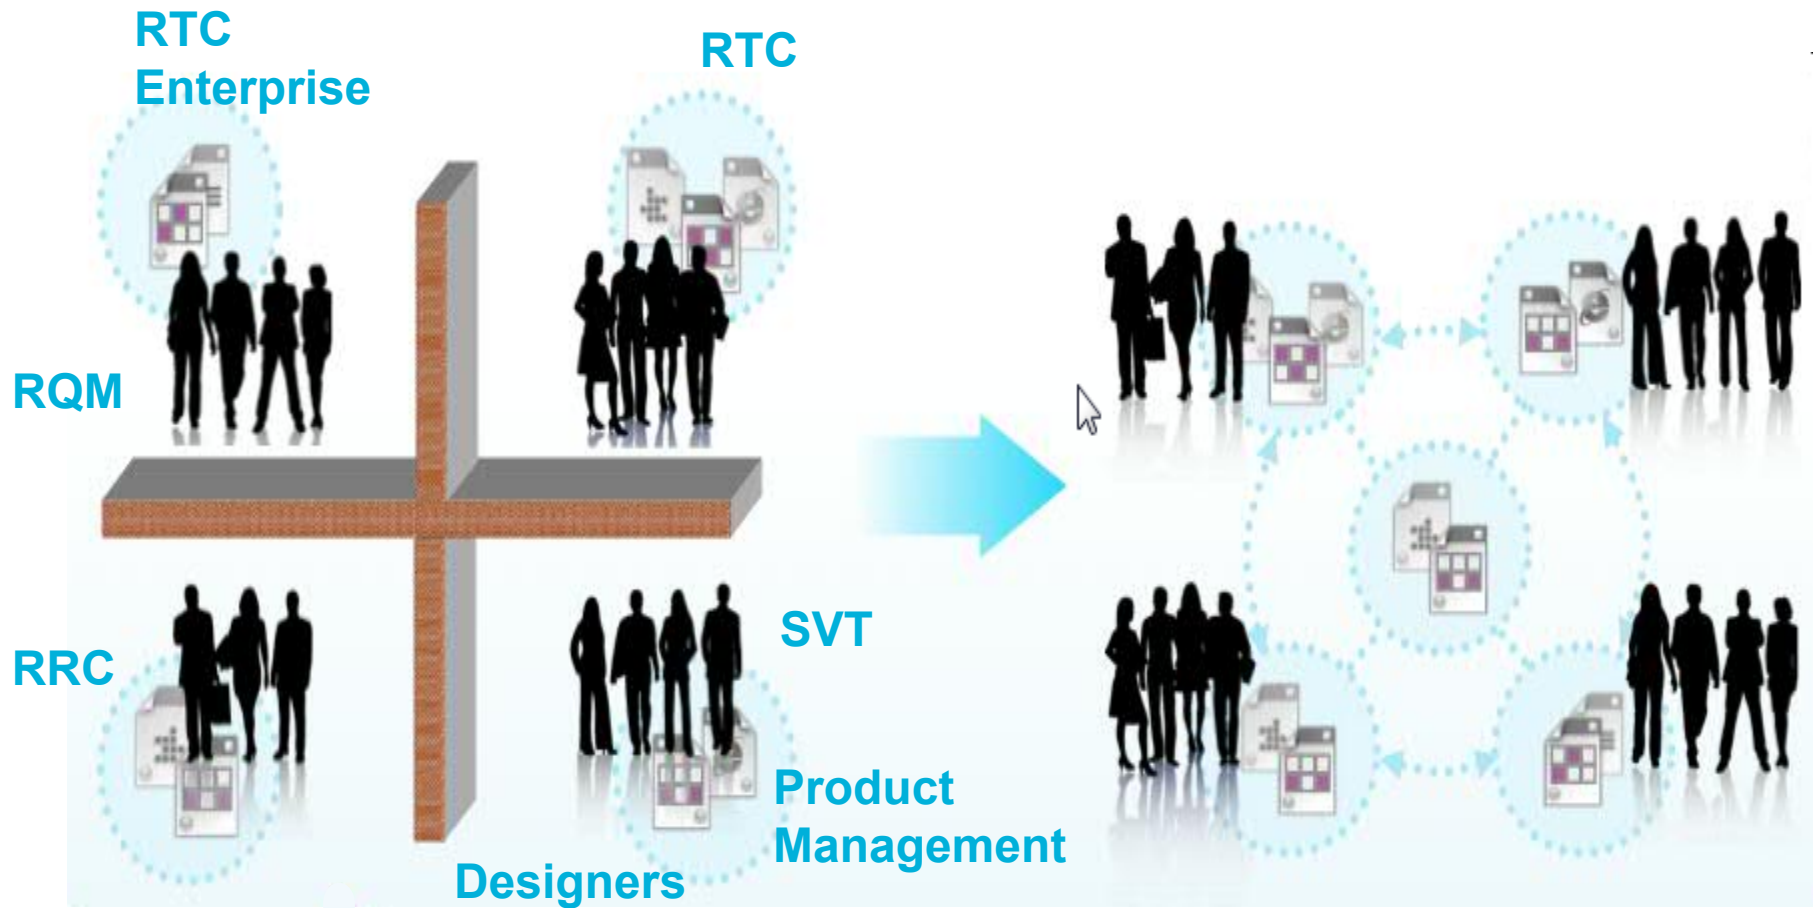 RTC
Enterprise
RTC
RQM
RRC
SVT
Product
Management
Designers